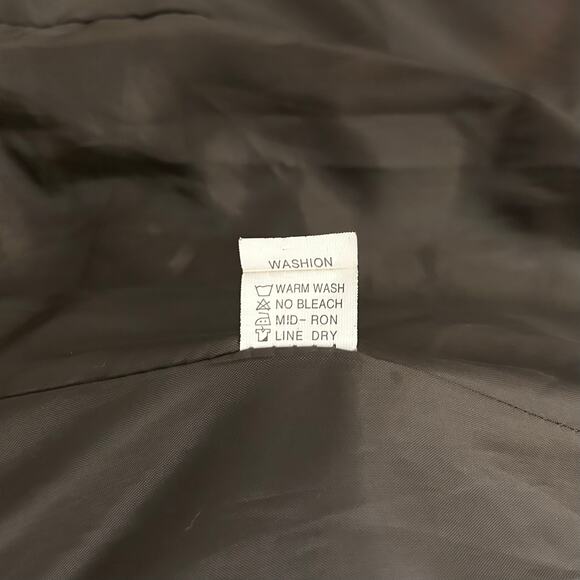 WASHION
WARM WASH
NO BLEACH
MID- RON
LINE DRY